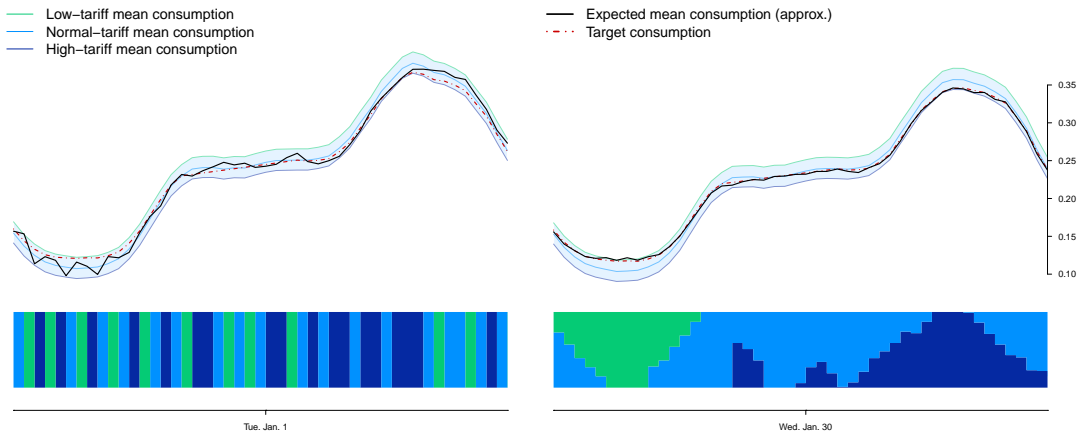 Low−tariff mean consumption
Normal−tariff mean consumption
High−tariff mean consumption
Expected mean consumption (approx.)
Target consumption
0.35
0.30
0.25
0.20
0.15
0.10
Tue. Jan. 1
Wed. Jan. 30